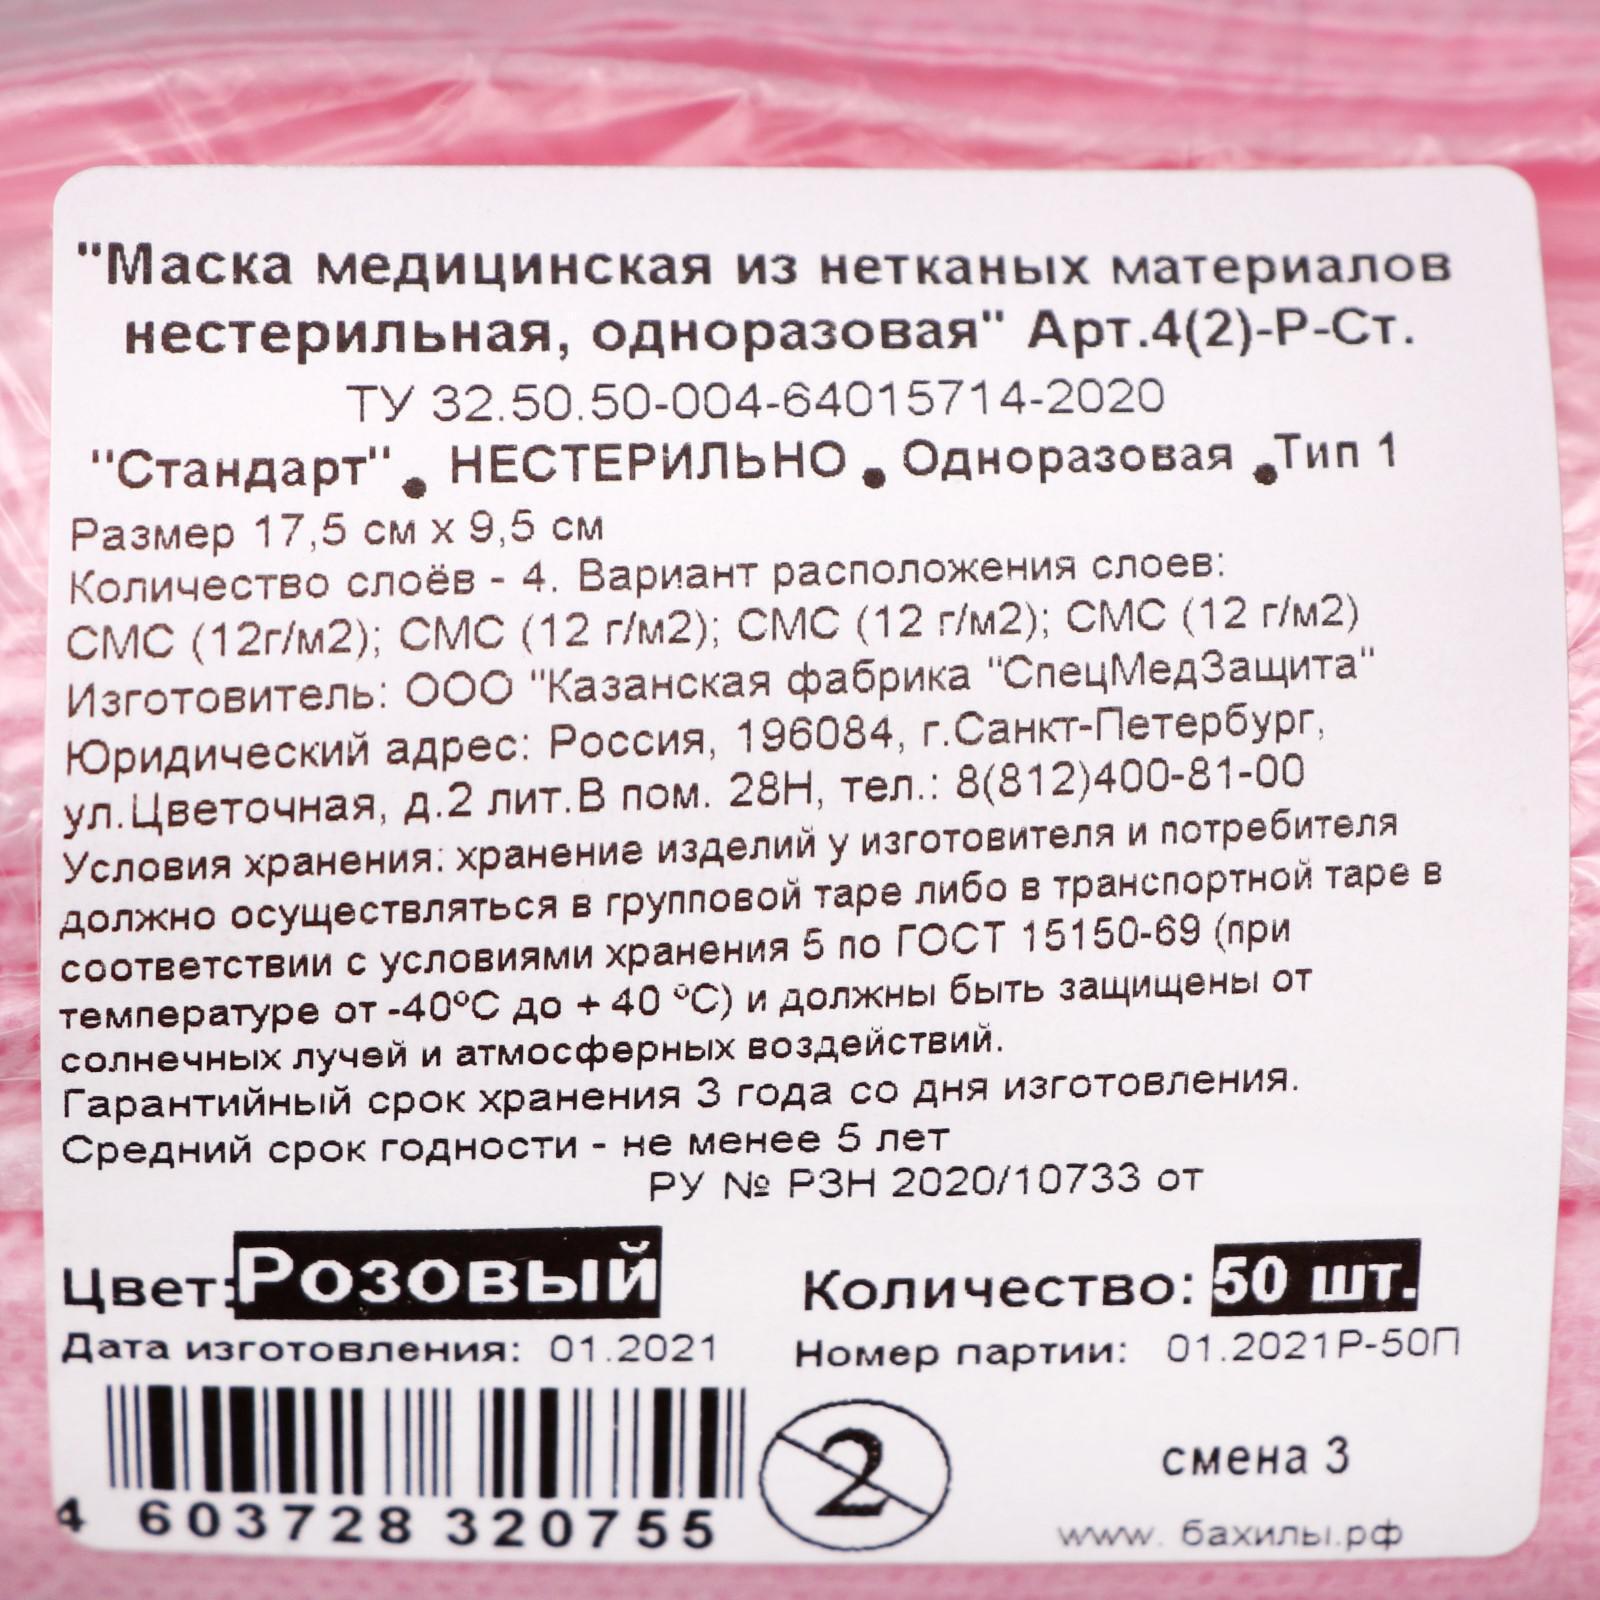 "Маска медицинская из нетканых материалов
нестерильная, одноразовая" Арт.4(2)-Р-Ст.
ТУ 32.50.50-004-64015714-2020
"Стандарт" • НЕСТЕРИЛЬНО • Одноразовая • Тип 1
Размер 17,5 см х 9,5 см
Количество слоёв - 4. Вариант расположения слоев:
СМС (12г/м2); СМС (12 г/м2); СМС (12 г/м2); СМС (12 г/м2)
Изготовитель: ООО "Казанская фабрика "СпецМедЗащита"
Юридический адрес: Россия, 196084, г.Санкт-Петербург,
ул.Цветочная, д.2 лит.В пом. 28Н, тел.: 8(812)400-81-00
Условия хранения: хранение изделий у изготовителя и потребителя
должно осуществляться в групповой таре либо в транспортной таре в
соответствии с условиями хранения 5 по ГОСТ 15150-69 (при
температуре от -40°С до + 40 °С) и должны быть защищены от
солнечных лучей и атмосферных воздействий.
Гарантийный срок хранения 3 года со дня изготовления.
Средний срок годности - не менее 5 лет
РУ № РЗН 2020/10733 от
Цвет: Розовый Количество: 50 шт.
Дата изготовления: 01.2021 Номер партии: 01.2021Р-50П
2 смена 3
4 603728 320755 www. бахилы.рф